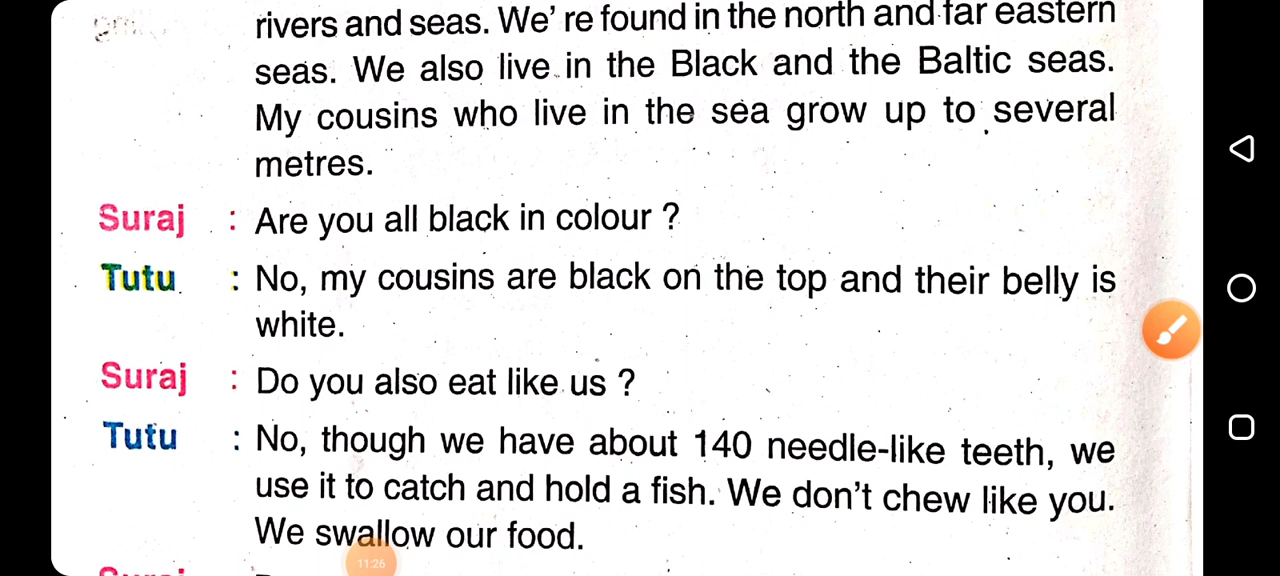 rivers and seas. We' re found in the north and far eastern
seas. We also live in the Black and the Baltic seas.
My cousins who live in the sea grow up to several
metres.
Suraj : Are you all black in colour ?
Tutu : No, my cousins are black on the top and their belly is
white.
Suraj : Do you also eat like us ?
Tutu : No, though we have about 140 needle-like teeth, we
use it to catch and hold a fish. We don't chew like you.
We swallow our food.
11:26